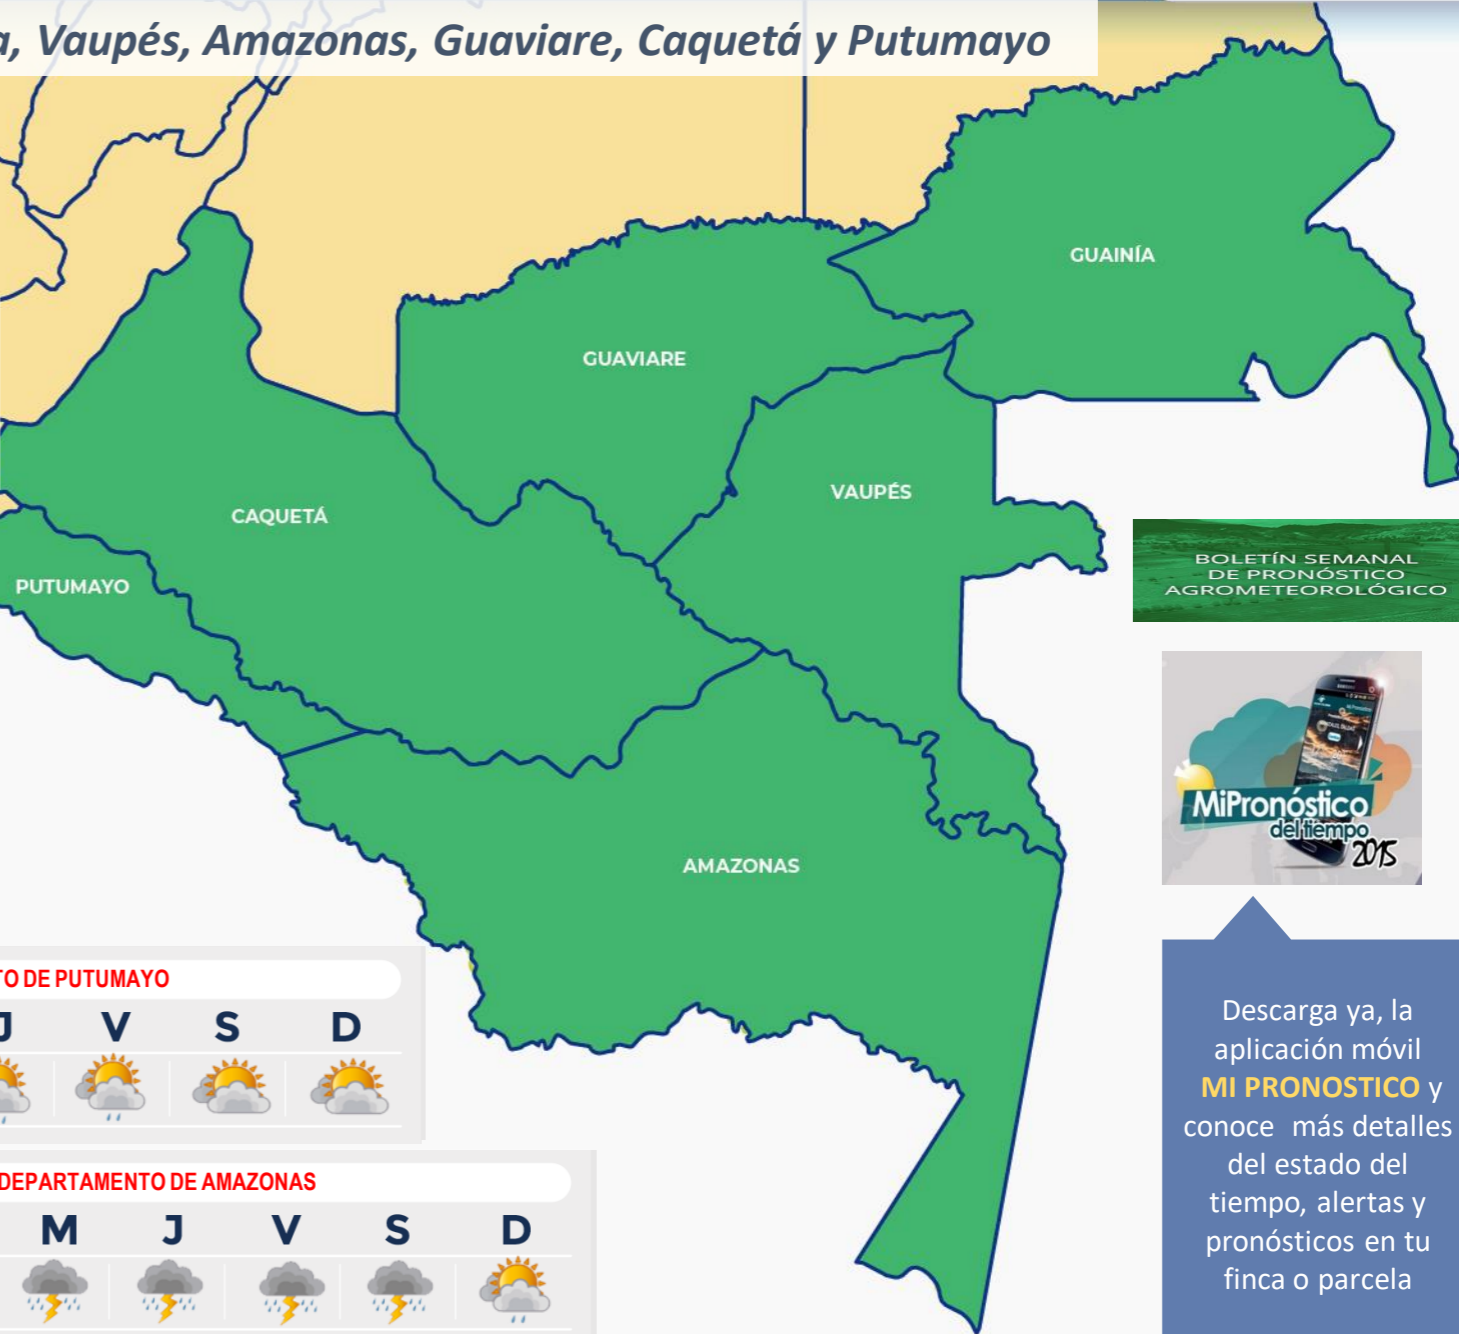 a, Vaupés, Amazonas, Guaviare, Caquetá y Putumayo
GUAINÍA
GUAVIARE
VAUPÉS
CAQUETÁ
PUTUMAYO
AMAZONAS
BOLETÍN SEMANAL
DE PRONÓSTICO
AGROMETEOROLÓGICO
MiPronóstico
del tiempo
2015
Descarga ya, la
aplicación móvil
MI PRONOSTICO y
conoce más detalles
del estado del
tiempo, alertas y
pronósticos en tu
finca o parcela
TO DE PUTUMAYO
J V S D
DEPARTAMENTO DE AMAZONAS
M J V S D